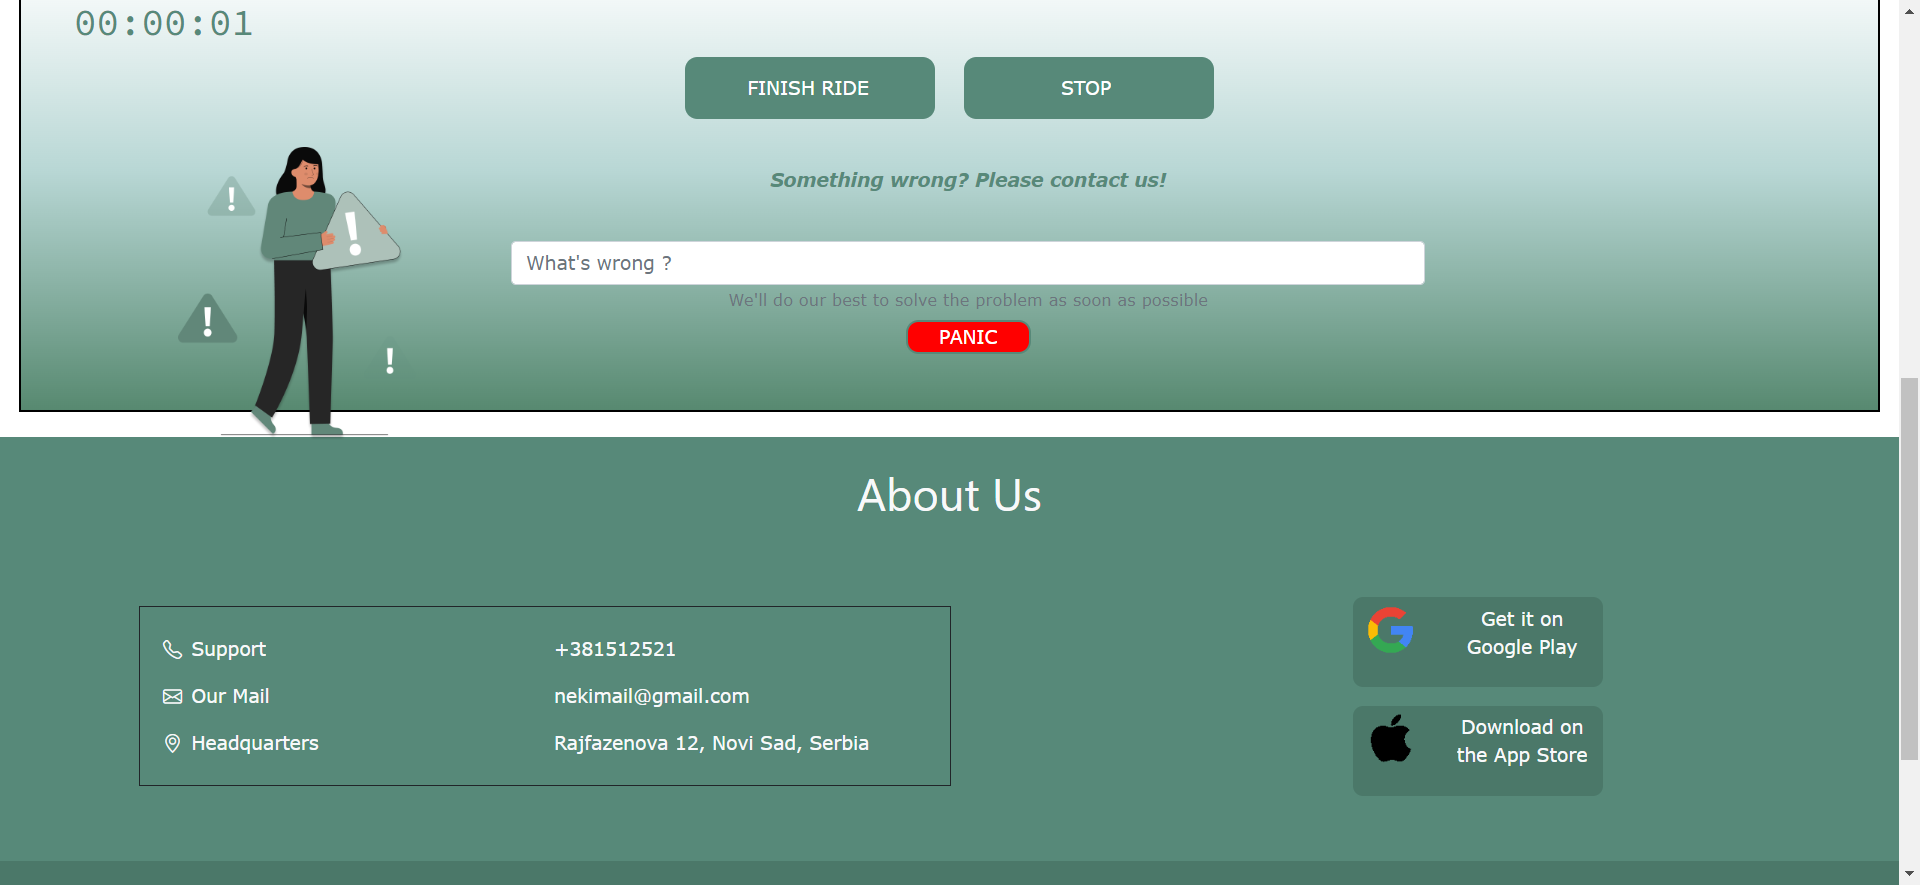 00:00:01
FINISH RIDE
STOP
Something wrong? Please contact us!
!
!
What's wrong ?
We'll do our best to solve the problem as soon as possible
!
PANIC
!
About Us
Support
+381512521
Our Mail
nekimail@gmail.com
Headquarters
Rajfazenova 12, Novi Sad, Serbia
Get it on
Google Play
Download on
the App Store